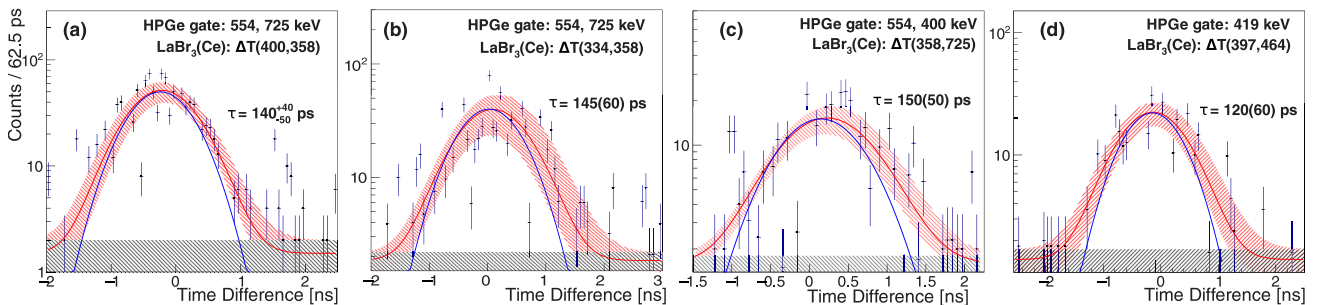 Counts / 62.5 ps
(a)
HPGe gate: 554, 725 keV
LaBr₃(Ce): ΔT(400,358)
τ = 140⁺⁴⁰₋₅₀ ps
10²
10
1
−2 −1 0 1 2
Time Difference [ns]
(b)
HPGe gate: 554, 725 keV
LaBr₃(Ce): ΔT(334,358)
τ = 145(60) ps
10²
10
−2 −1 0 1 2 3
Time Difference [ns]
(c)
HPGe gate: 554, 400 keV
LaBr₃(Ce): ΔT(358,725)
τ = 150(50) ps
10
−1.5 −1 −0.5 0 0.5 1 1.5 2
Time Difference [ns]
(d)
HPGe gate: 419 keV
LaBr₃(Ce): ΔT(397,464)
τ = 120(60) ps
10²
10
−2 −1 0 1 2
Time Difference [ns]